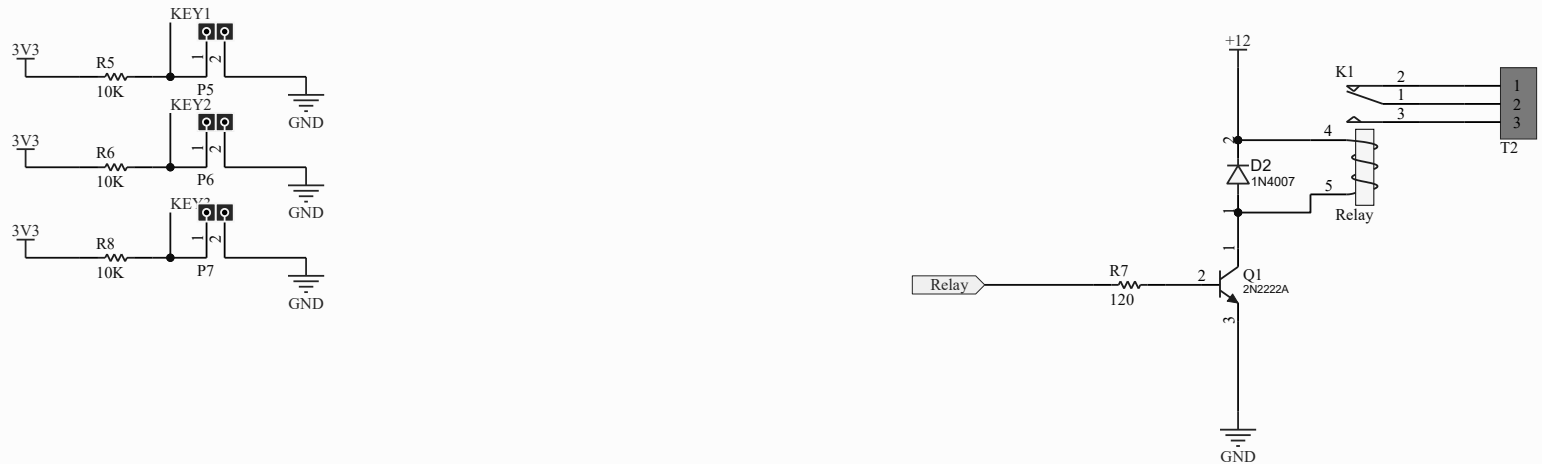 KEY1
3V3
R5
10K
1
2
P5
GND
KEY2
3V3
R6
10K
1
2
P6
GND
KEY3
3V3
R8
10K
1
2
P7
GND
+12
K1
2
1
3
1
2
3
T2
2
4
D2
1N4007
5
1
Relay
1
Relay
R7
120
2
Q1
2N2222A
3
GND